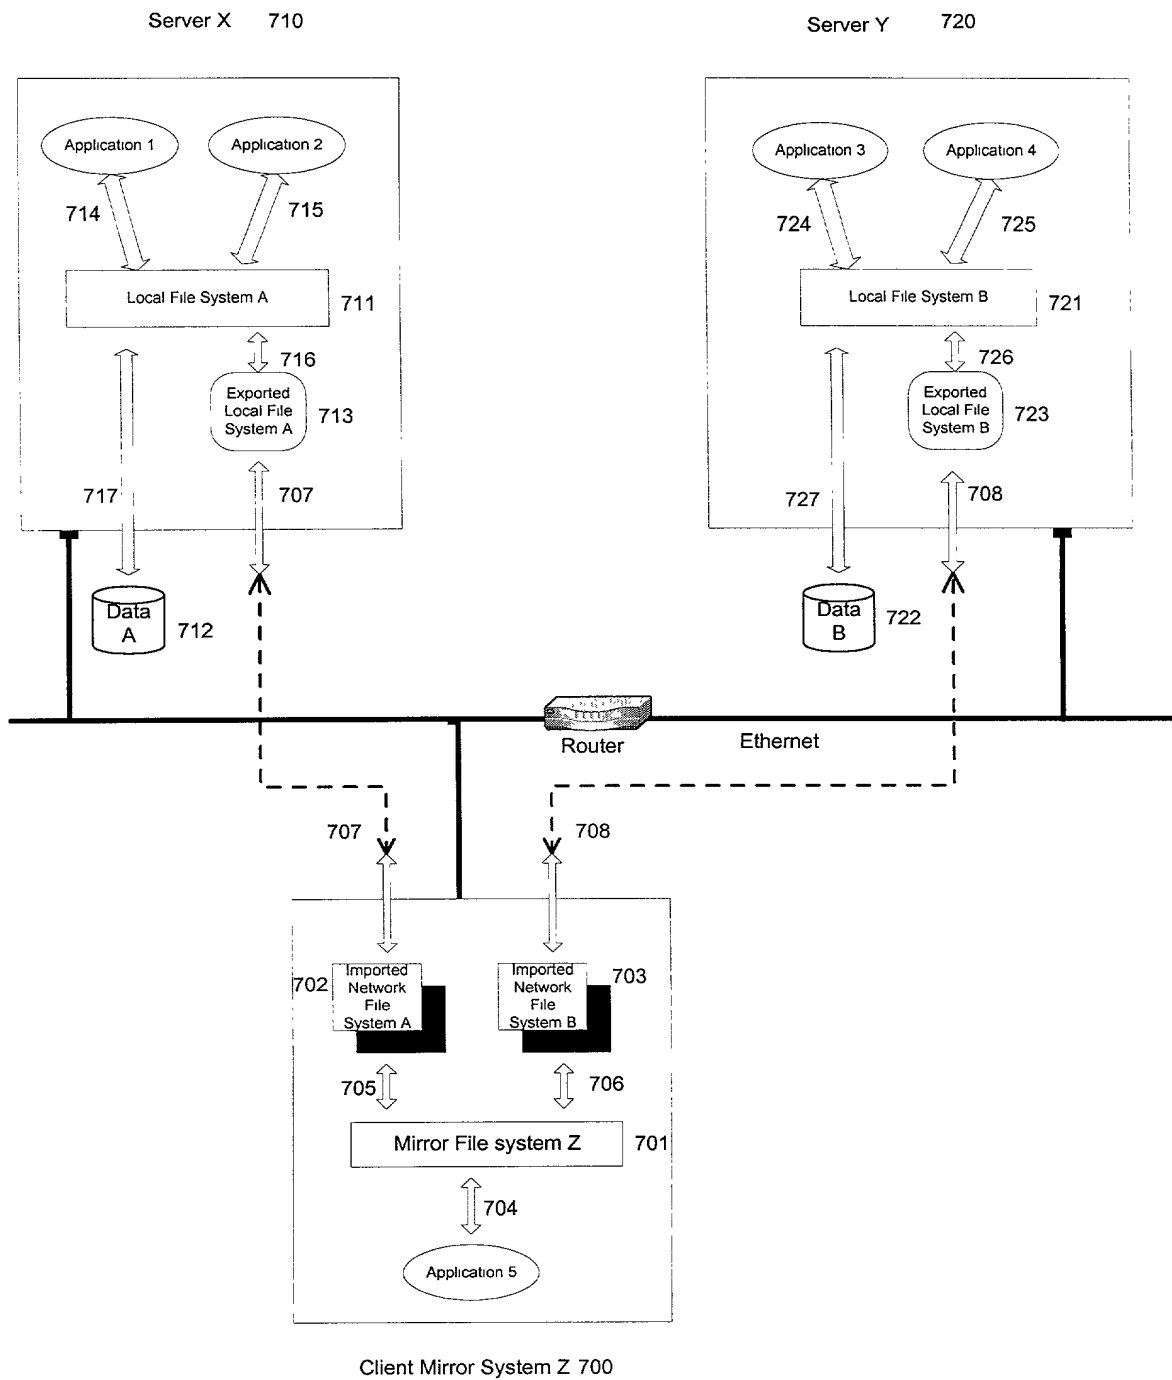 Server X 710
Server Y 720
Application 1
Application 2
Application 3
Application 4
714
715
724
725
Local File System A
711
Local File System B
721
716
726
Exported
Local File
System A
713
Exported
Local File
System B
723
717
707
727
708
Data
A
712
Data
B
722
Router
Ethernet
707
708
702
Imported
Network
File
System A
Imported
Network
File
System B
703
705
706
Mirror File system Z
701
704
Application 5
Client Mirror System Z 700